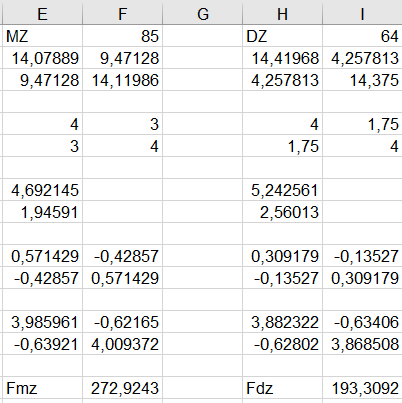 E F G H I
MZ 85 DZ 64
14,07889 9,47128 14,41968 4,257813
9,47128 14,11986 4,257813 14,375
4 3 4 1,75
3 4 1,75 4
4,692145 5,242561
1,94591 2,56013
0,571429 -0,42857 0,309179 -0,13527
-0,42857 0,571429 -0,13527 0,309179
3,985961 -0,62165 3,882322 -0,63406
-0,63921 4,009372 -0,62802 3,868508
Fmz 272,9243 Fdz 193,3092